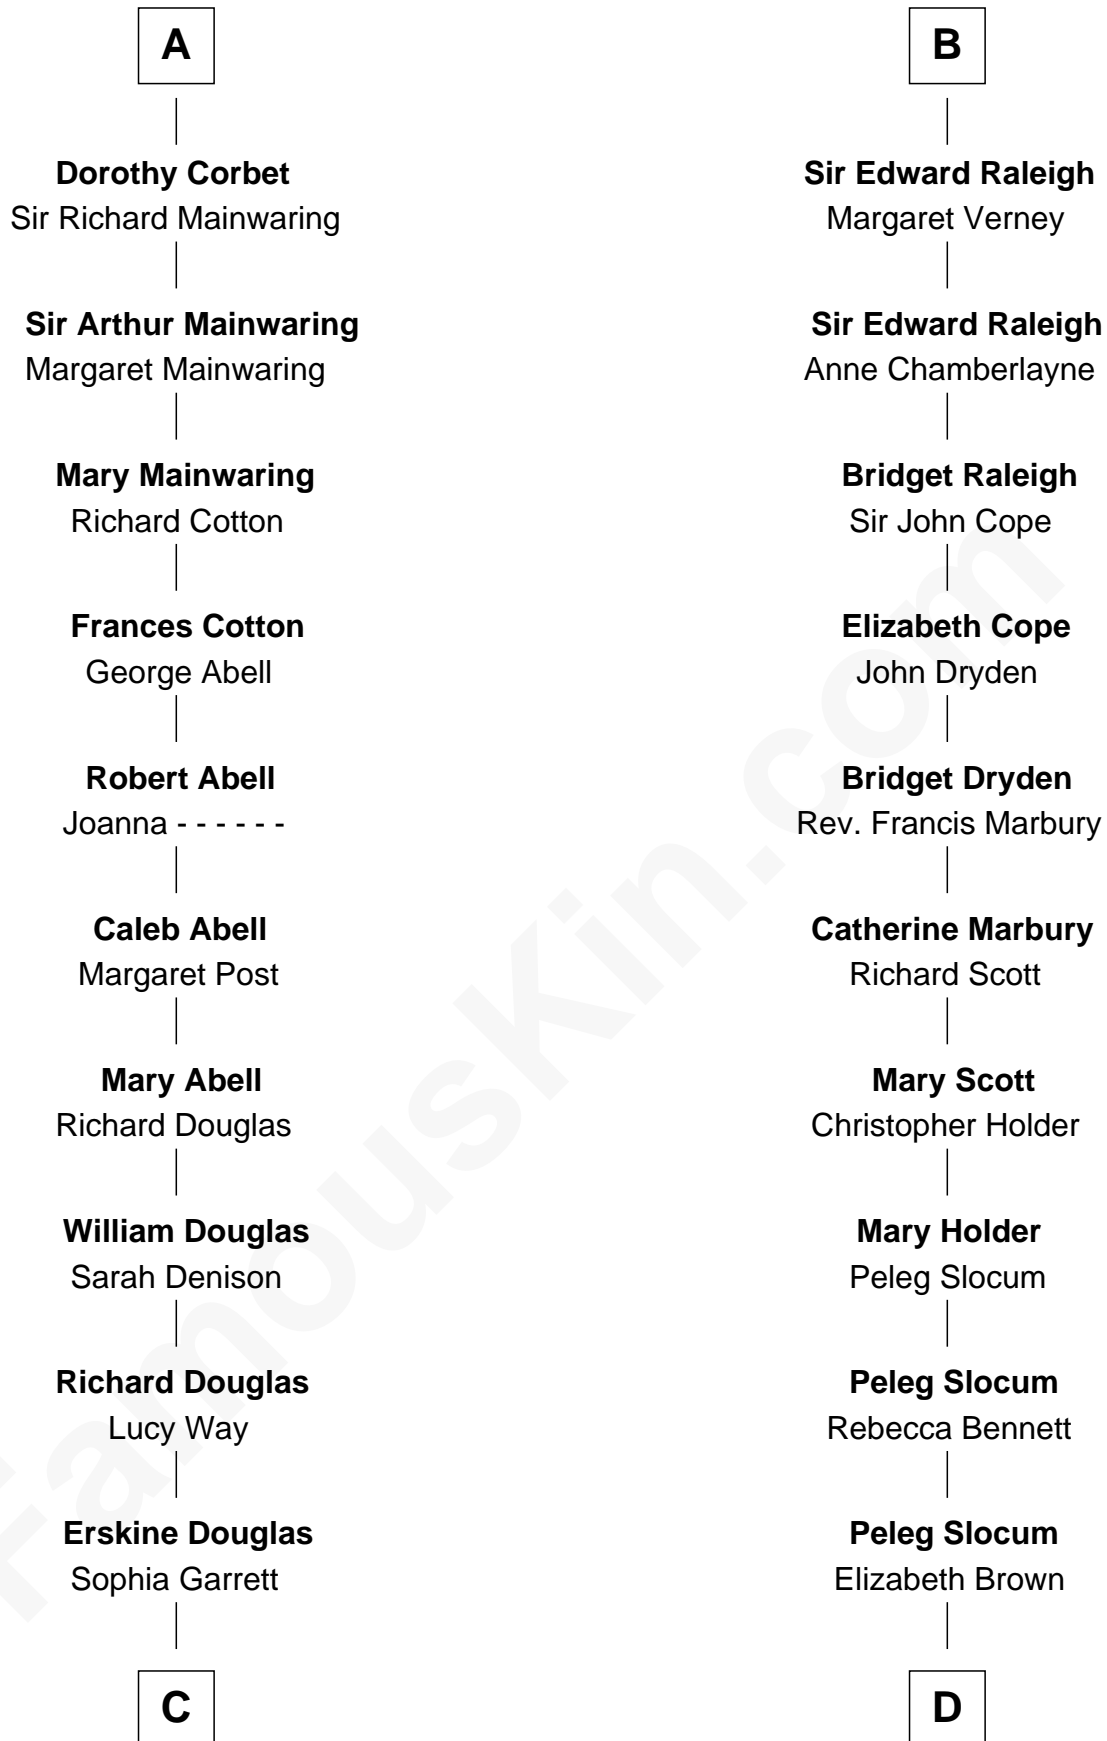 A
Dorothy Corbet
Sir Richard Mainwaring
Sir Arthur Mainwaring
Margaret Mainwaring
Mary Mainwaring
Richard Cotton
Frances Cotton
George Abell
Robert Abell
Joanna - - - - - -
Caleb Abell
Margaret Post
Mary Abell
Richard Douglas
William Douglas
Sarah Denison
Richard Douglas
Lucy Way
Erskine Douglas
Sophia Garrett
C
B
Sir Edward Raleigh
Margaret Verney
Sir Edward Raleigh
Anne Chamberlayne
Bridget Raleigh
Sir John Cope
Elizabeth Cope
John Dryden
Bridget Dryden
Rev. Francis Marbury
Catherine Marbury
Richard Scott
Mary Scott
Christopher Holder
Mary Holder
Peleg Slocum
Peleg Slocum
Rebecca Bennett
Peleg Slocum
Elizabeth Brown
D
FamousKin.com